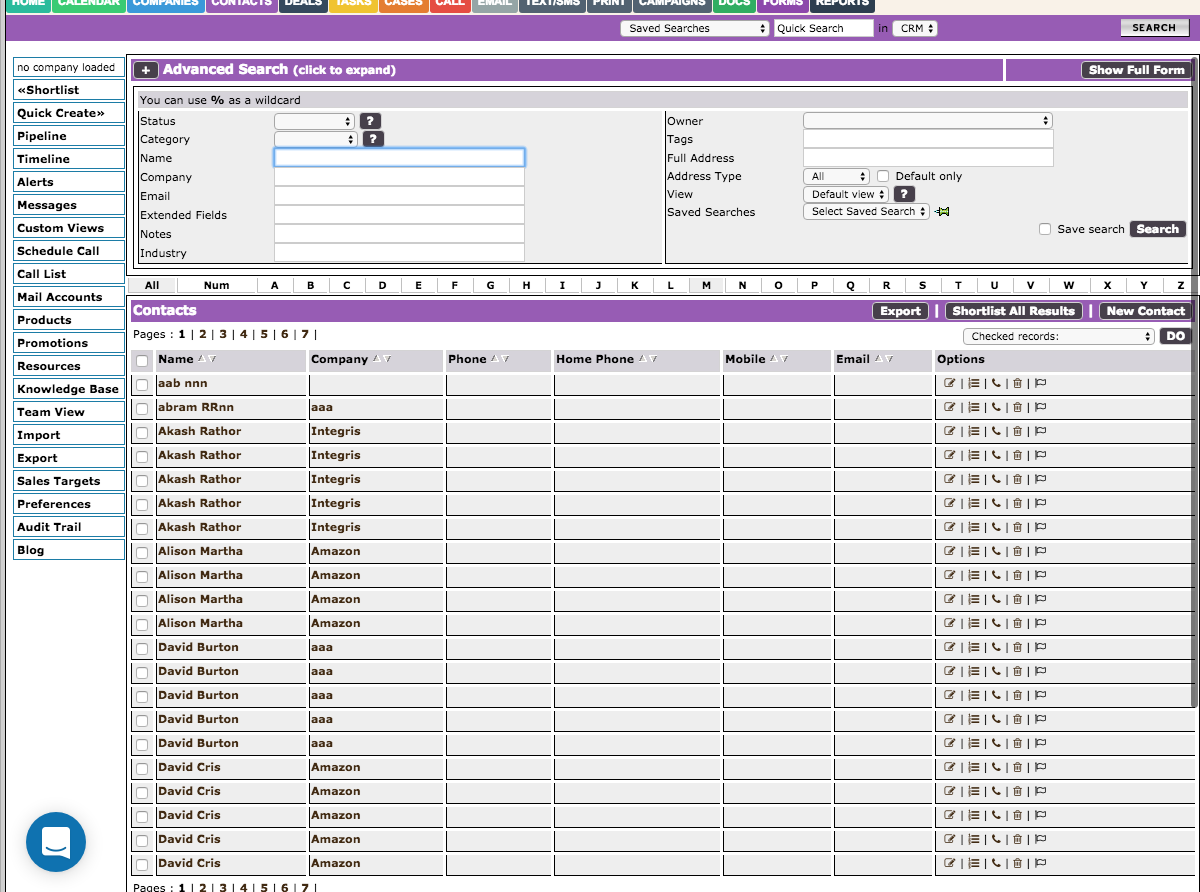 HOME CALENDAR COMPANIES CONTACTS DEALS TASKS CASES CALL EMAIL TEXT/SMS PRINT CAMPAIGNS DOCS FORMS REPORTS
Saved Searches Quick Search in CRM SEARCH
no company loaded
«Shortlist
Quick Create»
Pipeline
Timeline
Alerts
Messages
Custom Views
Schedule Call
Call List
Mail Accounts
Products
Promotions
Resources
Knowledge Base
Team View
Import
Export
Sales Targets
Preferences
Audit Trail
Blog
+ Advanced Search (click to expand) Show Full Form
You can use % as a wildcard
Status ?
Category ?
Name
Company
Email
Extended Fields
Notes
Industry
Owner
Tags
Full Address
Address Type All Default only
View Default view ?
Saved Searches Select Saved Search
Save search Search
All Num A B C D E F G H I J K L M N O P Q R S T U V W X Y Z
Contacts Export | Shortlist All Results | New Contact
Pages : 1 | 2 | 3 | 4 | 5 | 6 | 7 |
Checked records: DO
Name Company Phone Home Phone Mobile Email Options
aab nnn | | | |
abram RRnn aaa | | | |
Akash Rathor Integris | | | |
Akash Rathor Integris | | | |
Akash Rathor Integris | | | |
Akash Rathor Integris | | | |
Akash Rathor Integris | | | |
Alison Martha Amazon | | | |
Alison Martha Amazon | | | |
Alison Martha Amazon | | | |
Alison Martha Amazon | | | |
David Burton aaa | | | |
David Burton aaa | | | |
David Burton aaa | | | |
David Burton aaa | | | |
David Burton aaa | | | |
David Cris Amazon | | | |
David Cris Amazon | | | |
David Cris Amazon | | | |
David Cris Amazon | | | |
David Cris Amazon | | | |
Pages : 1 | 2 | 3 | 4 | 5 | 6 | 7 |